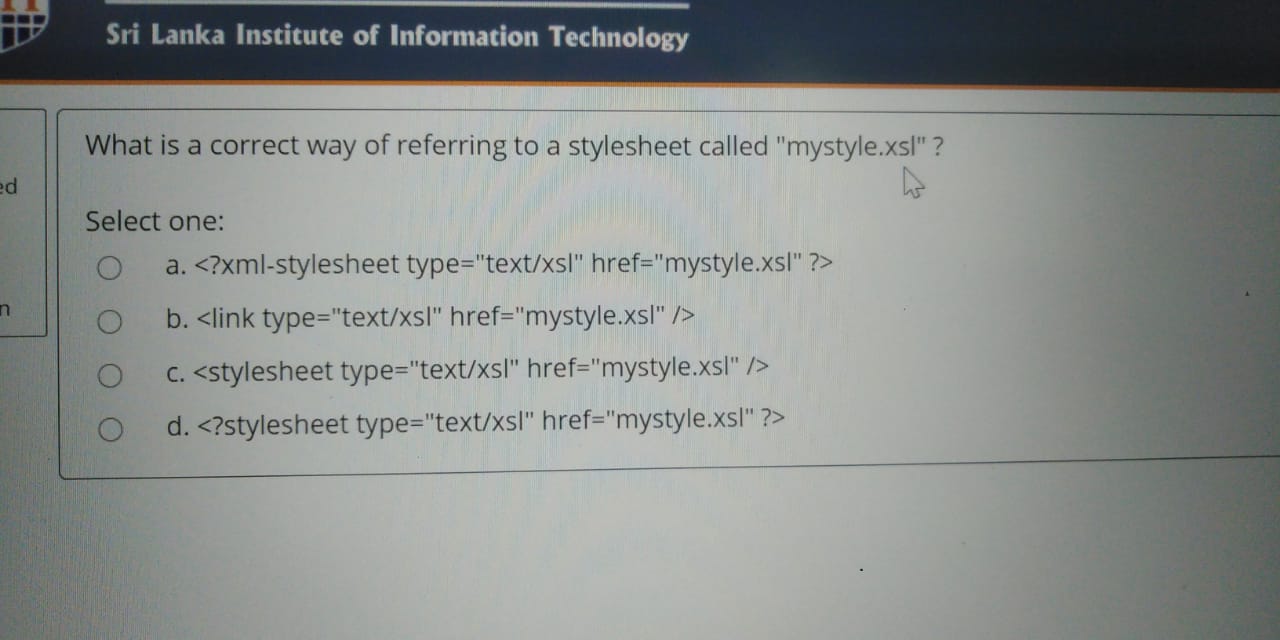 Sri Lanka Institute of Information Technology
What is a correct way of referring to a stylesheet called "mystyle.xsl" ?
ed
Select one:
a. <?xml-stylesheet type="text/xsl" href="mystyle.xsl" ?>
n
b. <link type="text/xsl" href="mystyle.xsl" />
c. <stylesheet type="text/xsl" href="mystyle.xsl" />
d. <?stylesheet type="text/xsl" href="mystyle.xsl" ?>